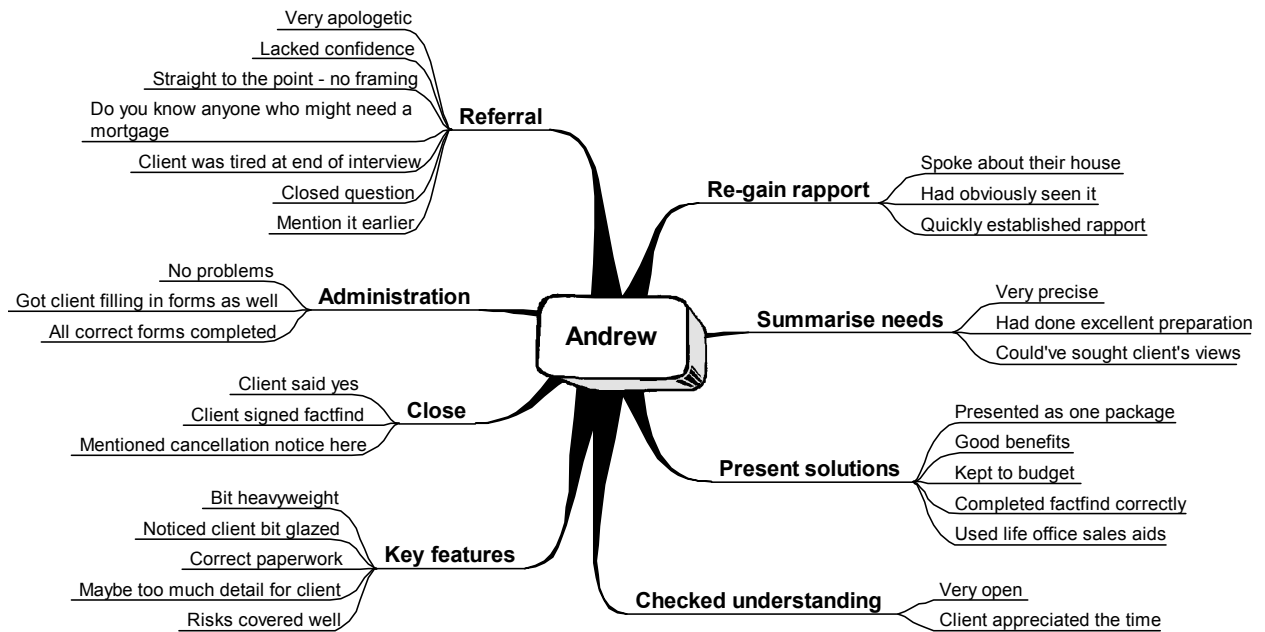 Andrew
Re-gain rapport
Spoke about their house
Had obviously seen it
Quickly established rapport
Summarise needs
Very precise
Had done excellent preparation
Could've sought client's views
Present solutions
Presented as one package
Good benefits
Kept to budget
Completed factfind correctly
Used life office sales aids
Checked understanding
Very open
Client appreciated the time
Key features
Bit heavyweight
Noticed client bit glazed
Correct paperwork
Maybe too much detail for client
Risks covered well
Close
Client said yes
Client signed factfind
Mentioned cancellation notice here
Administration
No problems
Got client filling in forms as well
All correct forms completed
Referral
Very apologetic
Lacked confidence
Straight to the point - no framing
Do you know anyone who might need a
mortgage
Client was tired at end of interview
Closed question
Mention it earlier